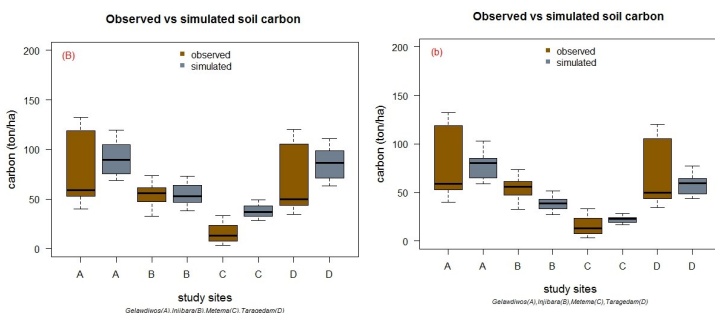 Observed vs simulated soil carbon
(B)
observed
simulated
carbon (ton/ha)
200
150
100
50
0
A A B B C C D D
study sites
Gelawdiwos(A),Injibara(B),Metema(C),Taragedam(D)
Observed vs simulated soil carbon
(b)
observed
simulated
carbon (ton/ha)
200
150
100
50
0
A A B B C C D D
study sites
Gelawdiwos(A),Injibara(B),Metema(C),Taragedam(D)